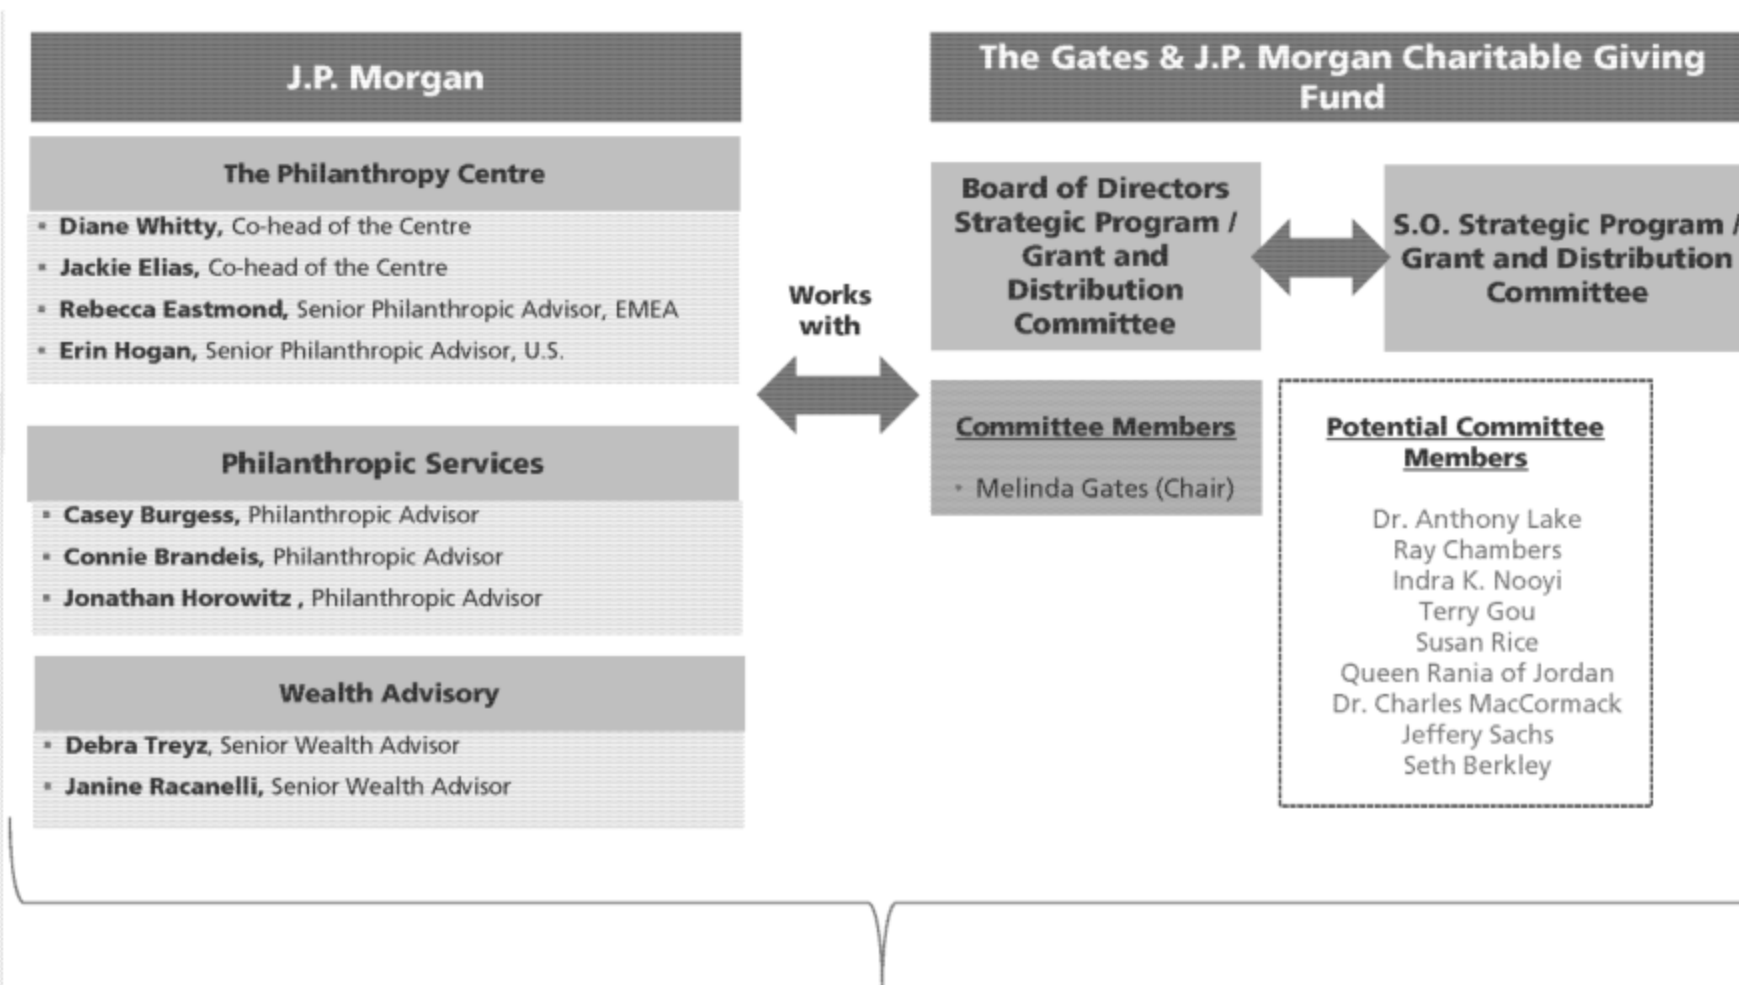 J.P. Morgan
The Philanthropy Centre
▪ Diane Whitty, Co-head of the Centre
▪ Jackie Elias, Co-head of the Centre
▪ Rebecca Eastmond, Senior Philanthropic Advisor, EMEA
▪ Erin Hogan, Senior Philanthropic Advisor, U.S.
Philanthropic Services
▪ Casey Burgess, Philanthropic Advisor
▪ Connie Brandeis, Philanthropic Advisor
▪ Jonathan Horowitz , Philanthropic Advisor
Wealth Advisory
▪ Debra Treyz, Senior Wealth Advisor
▪ Janine Racanelli, Senior Wealth Advisor
Works
with
The Gates & J.P. Morgan Charitable Giving
Fund
Board of Directors
Strategic Program /
Grant and
Distribution
Committee
S.O. Strategic Program /
Grant and Distribution
Committee
Committee Members
• Melinda Gates (Chair)
Potential Committee
Members
Dr. Anthony Lake
Ray Chambers
Indra K. Nooyi
Terry Gou
Susan Rice
Queen Rania of Jordan
Dr. Charles MacCormack
Jeffery Sachs
Seth Berkley